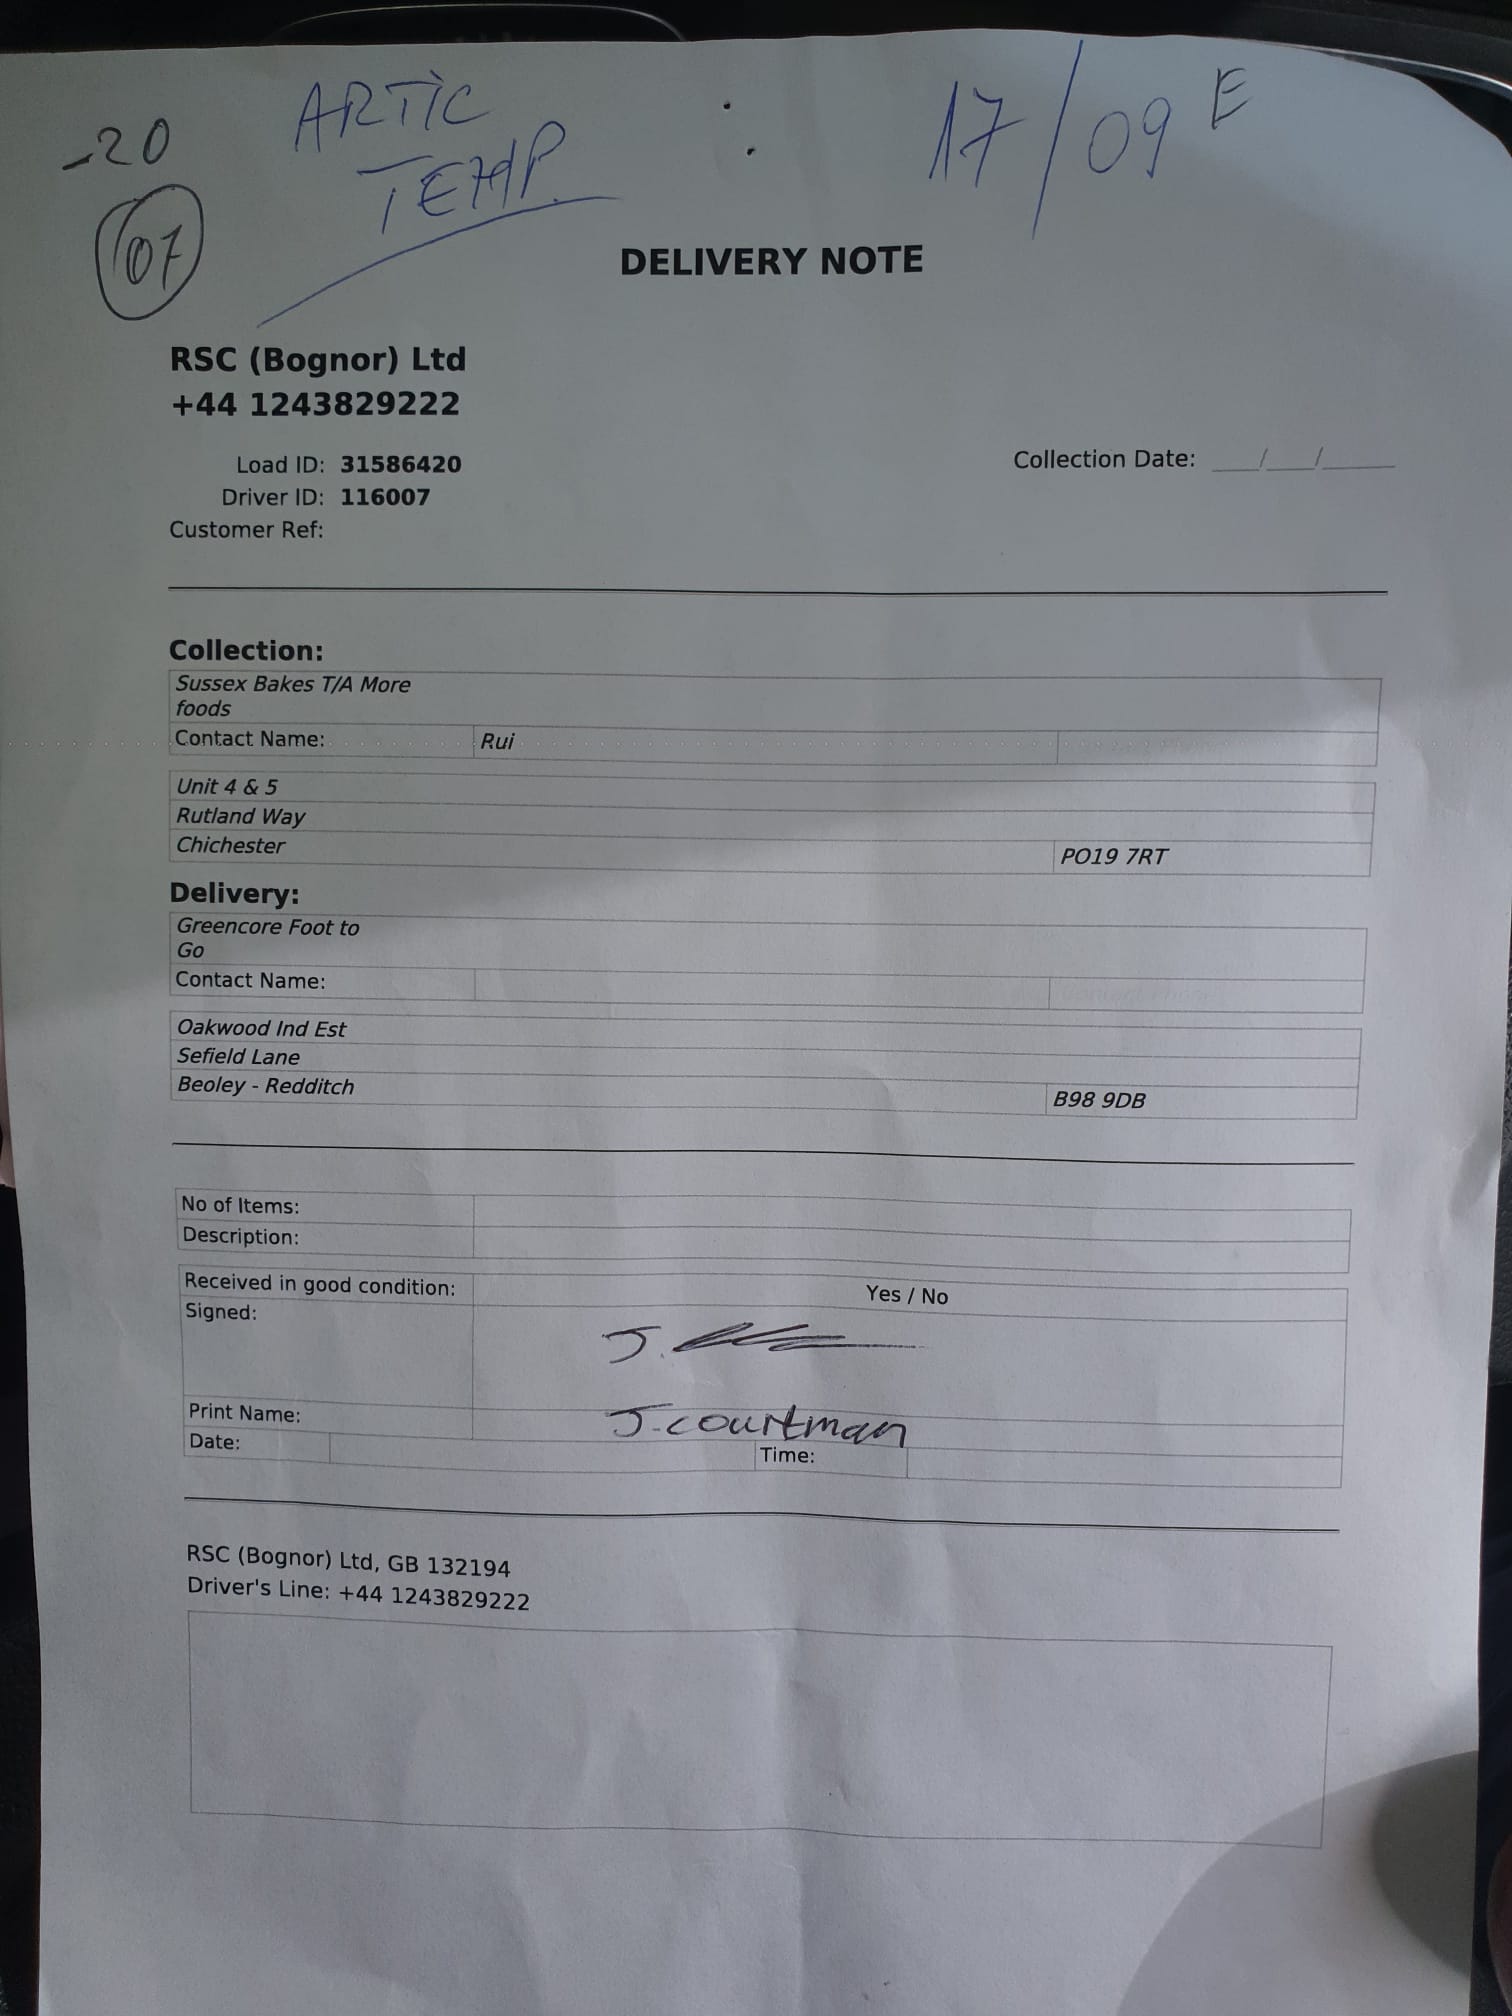 -20
07
ARTIC
TEMP.
17/09 E
DELIVERY NOTE
RSC (Bognor) Ltd
+44 1243829222
Load ID: 31586420
Driver ID: 116007
Customer Ref:
Collection Date: ___/___/_____
Collection:
Sussex Bakes T/A More
foods
Contact Name: Rui
Unit 4 & 5
Rutland Way
Chichester PO19 7RT
Delivery:
Greencore Foot to
Go
Contact Name:
Oakwood Ind Est
Sefield Lane
Beoley - Redditch B98 9DB
No of Items:
Description:
Received in good condition: Yes / No
Signed: J.
Print Name: J.courtman
Date: Time:
RSC (Bognor) Ltd, GB 132194
Driver's Line: +44 1243829222